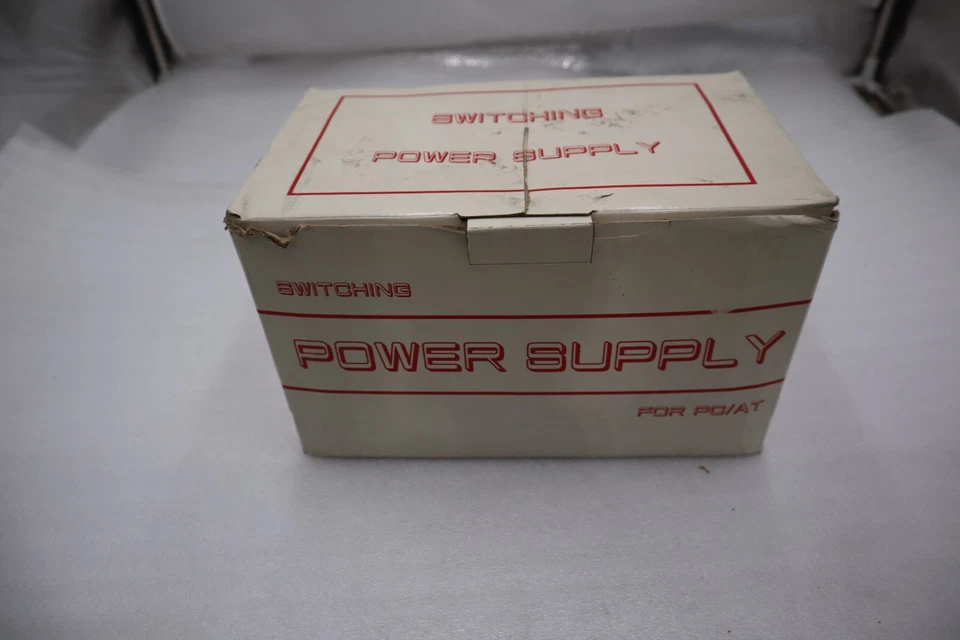 SWITCHING
POWER SUPPLY
SWITCHING
POWER SUPPLY
FOR PC/AT